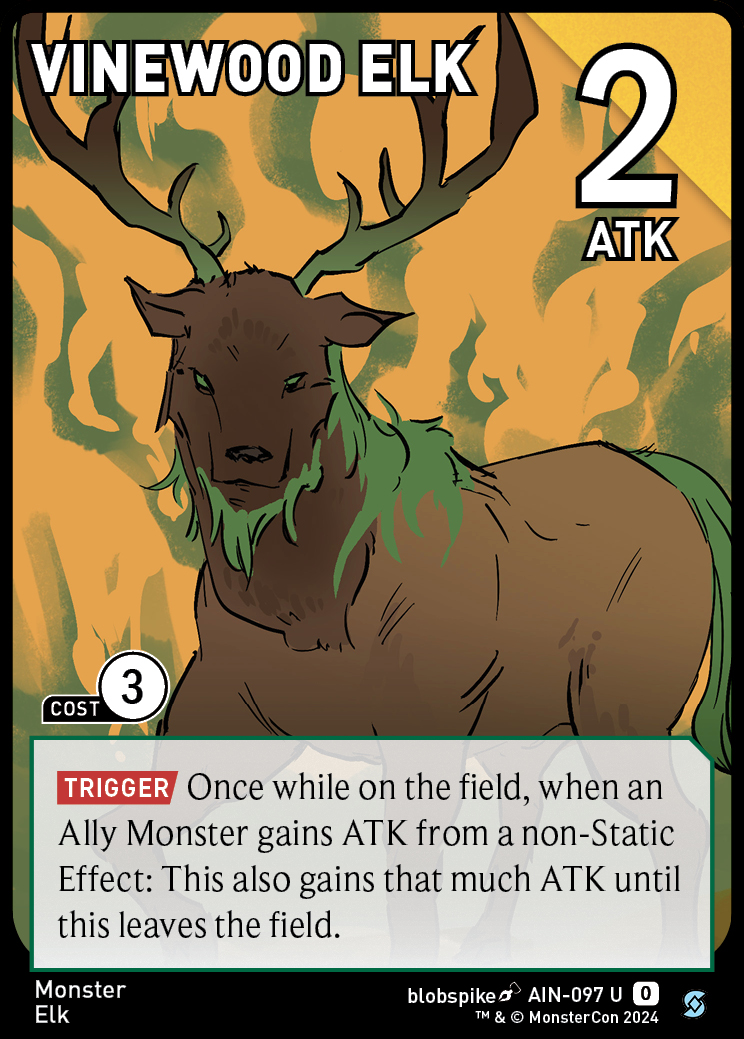 VINEWOOD ELK
2
ATK
COST 3
TRIGGER Once while on the field, when an
Ally Monster gains ATK from a non-Static
Effect: This also gains that much ATK until
this leaves the field.
Monster
Elk
blobspike AIN-097 U 0
™ & © MonsterCon 2024